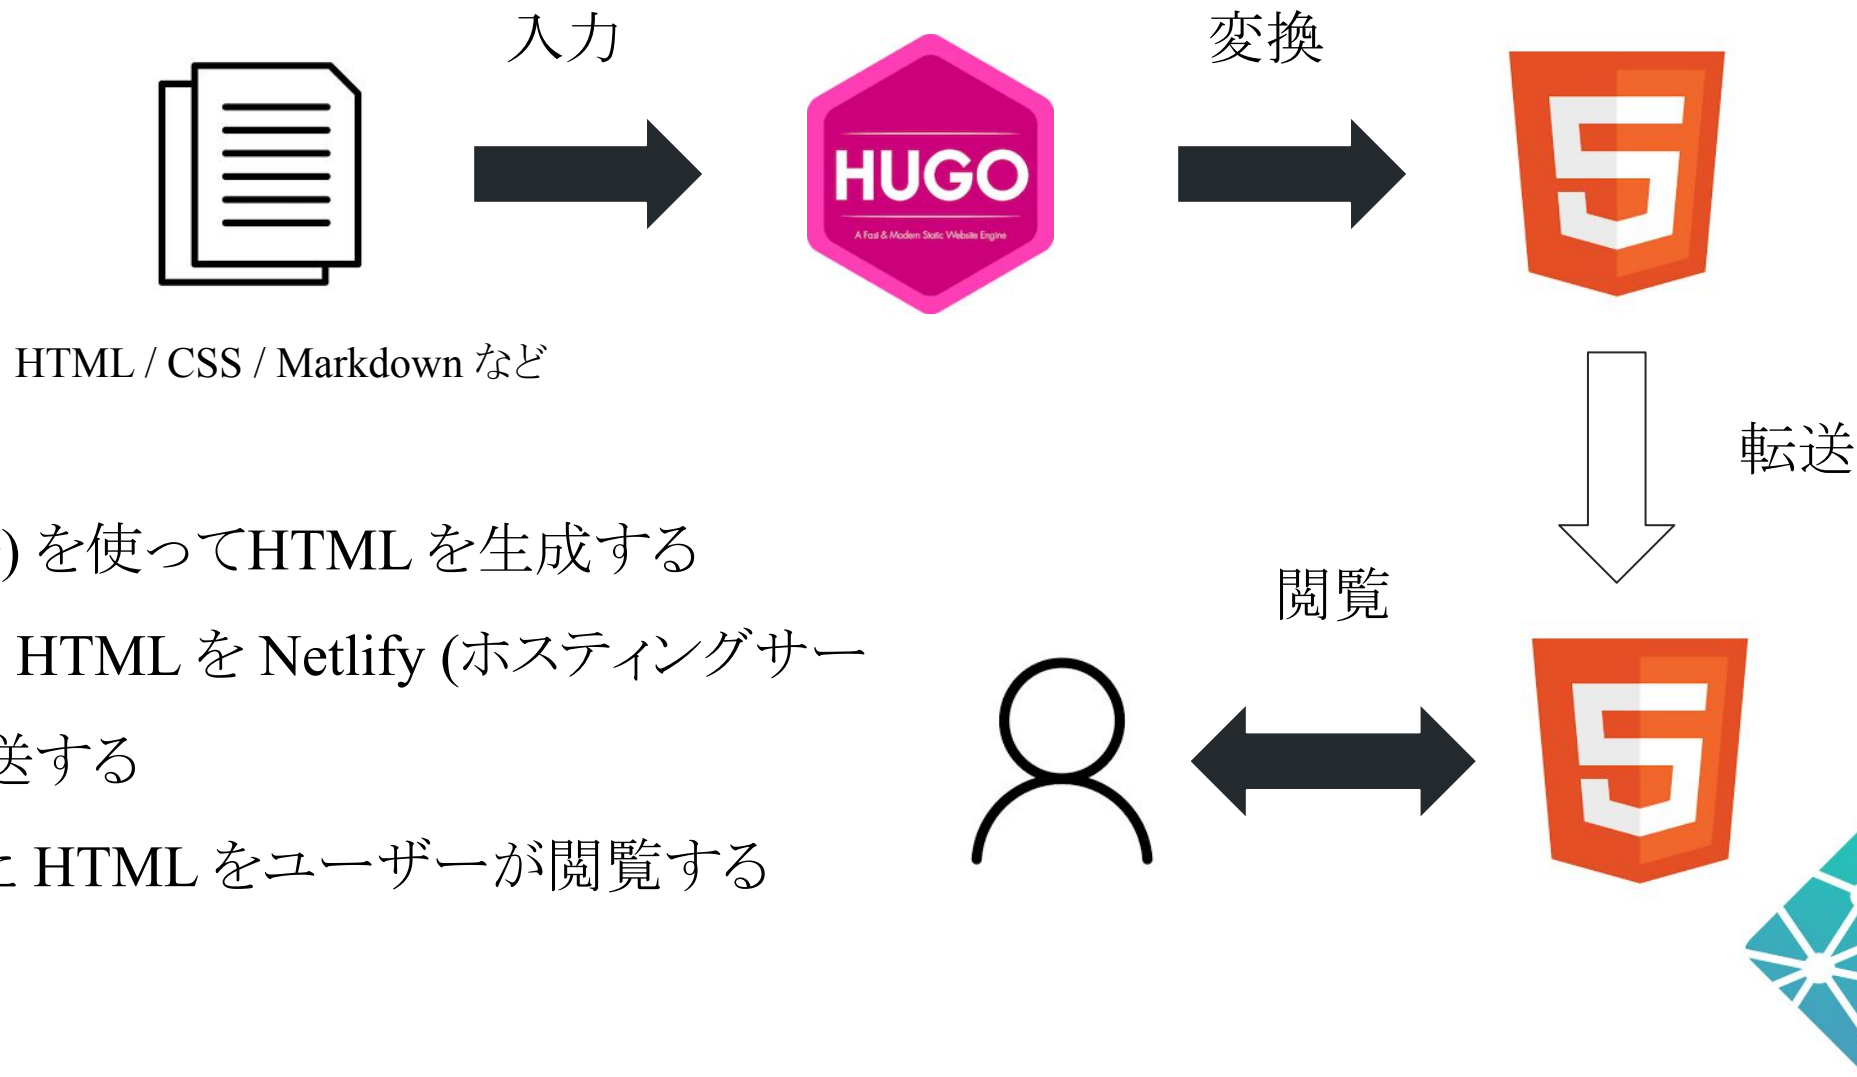 入力
変換
HUGO
A Fast & Modern Static Website Engine
HTML / CSS / Markdown など
転送
) を使ってHTML を生成する
閲覧
HTML を Netlify (ホスティングサー
送する
た HTML をユーザーが閲覧する